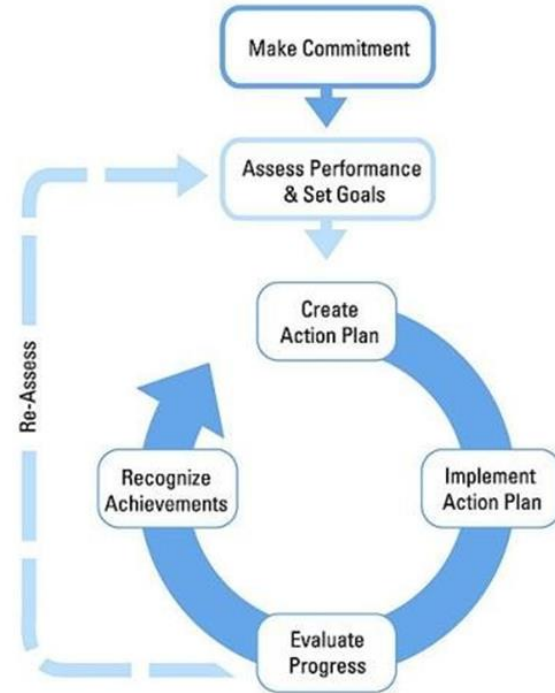 Make Commitment
Assess Performance
& Set Goals
Create
Action Plan
Re-Assess
Recognize
Achievements
Implement
Action Plan
Evaluate
Progress